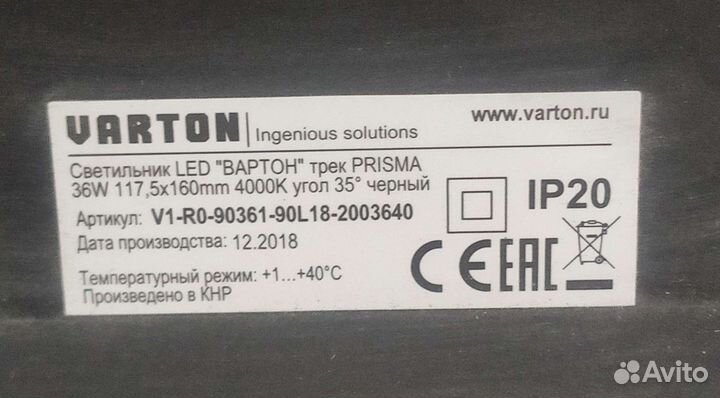 VARTON Ingenious solutions
www.varton.ru
Светильник LED "ВАРТОН" трек PRISMA
36W 117,5x160mm 4000K угол 35° черный
Артикул: V1-R0-90361-90L18-2003640
Дата производства: 12.2018
IP20
Температурный режим: +1...+40°C
Произведено в КНР
CE EAC
Avito